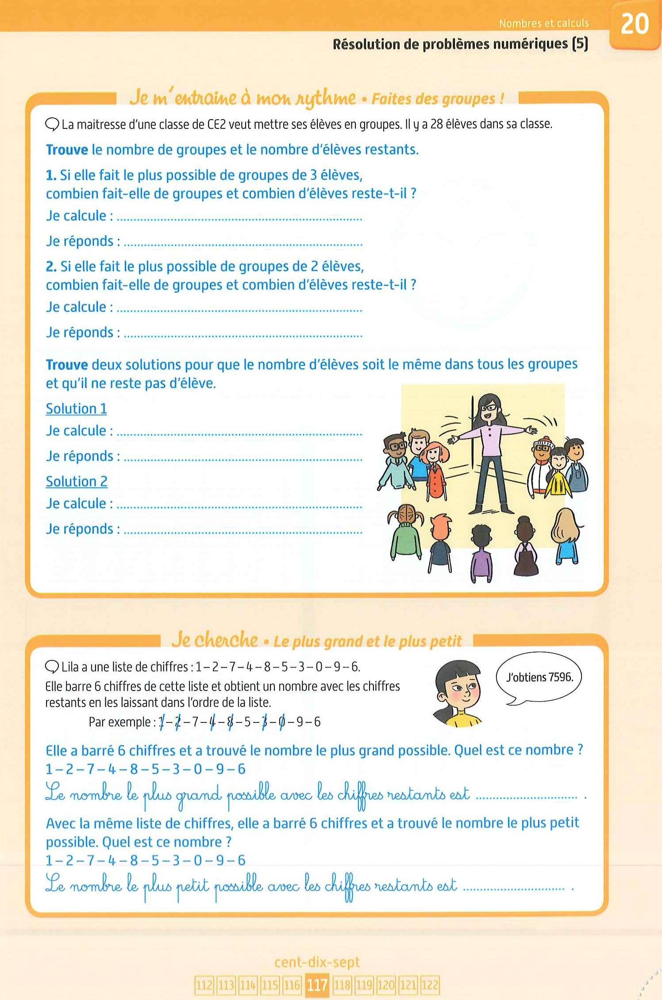 Nombres et calculs
20
Résolution de problèmes numériques (5)
Je m'entraine à mon rythme • Faites des groupes !
La maitresse d'une classe de CE2 veut mettre ses élèves en groupes. Il y a 28 élèves dans sa classe.
Trouve le nombre de groupes et le nombre d'élèves restants.
1. Si elle fait le plus possible de groupes de 3 élèves,
combien fait-elle de groupes et combien d'élèves reste-t-il ?
Je calcule : ..........................................................................
Je réponds : ........................................................................
2. Si elle fait le plus possible de groupes de 2 élèves,
combien fait-elle de groupes et combien d'élèves reste-t-il ?
Je calcule : ..........................................................................
Je réponds : ........................................................................
Trouve deux solutions pour que le nombre d'élèves soit le même dans tous les groupes
et qu'il ne reste pas d'élève.
Solution 1
Je calcule : ..........................................................................
Je réponds : ........................................................................
Solution 2
Je calcule : ..........................................................................
Je réponds : ........................................................................
Je cherche • Le plus grand et le plus petit
Lila a une liste de chiffres : 1 – 2 – 7 – 4 – 8 – 5 – 3 – 0 – 9 – 6.
Elle barre 6 chiffres de cette liste et obtient un nombre avec les chiffres
restants en les laissant dans l'ordre de la liste.
Par exemple : 1 – 2 – 7 – 4 – 8 – 5 – 3 – 0 – 9 – 6
J'obtiens 7596.
Elle a barré 6 chiffres et a trouvé le nombre le plus grand possible. Quel est ce nombre ?
1 – 2 – 7 – 4 – 8 – 5 – 3 – 0 – 9 – 6
Le nombre le plus grand possible avec les chiffres restants est .............................. .
Avec la même liste de chiffres, elle a barré 6 chiffres et a trouvé le nombre le plus petit
possible. Quel est ce nombre ?
1 – 2 – 7 – 4 – 8 – 5 – 3 – 0 – 9 – 6
Le nombre le plus petit possible avec les chiffres restants est .............................. .
cent-dix-sept
112 113 114 115 116 117 118 119 120 121 122